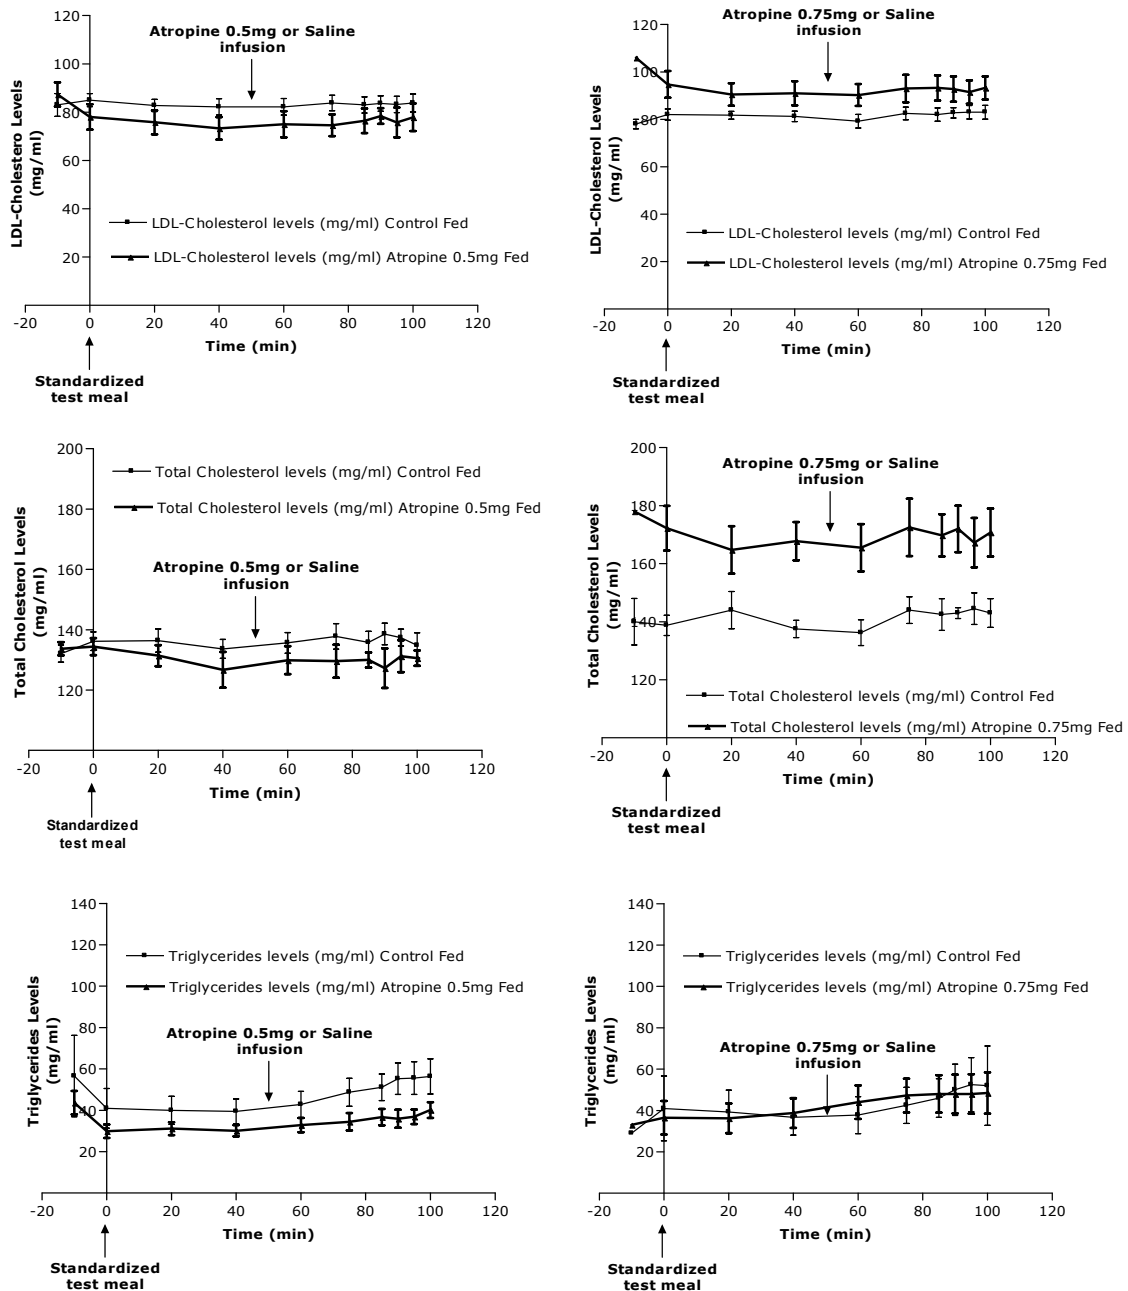 120
100
80
60
40
20
LDL-Cholestero Levels
(mg/ml)
Atropine 0.5mg or Saline
infusion
LDL-Cholesterol levels (mg/ml) Control Fed
LDL-Cholesterol levels (mg/ml) Atropine 0.5mg Fed
-20 0 20 40 60 80 100 120
Time (min)
Standardized
test meal
120
100
80
60
40
20
LDL-Cholesterol Levels
(mg/ml)
Atropine 0.75mg or Saline
infusion
LDL-Cholesterol levels (mg/ml) Control Fed
LDL-Cholesterol levels (mg/ml) Atropine 0.75mg Fed
-20 0 20 40 60 80 100 120
Time (min)
Standardized
test meal
200
180
160
140
120
Total Cholesterol Levels
(mg/ml)
Total Cholesterol levels (mg/ml) Control Fed
Total Cholesterol levels (mg/ml) Atropine 0.5mg Fed
Atropine 0.5mg or Saline
infusion
-20 0 20 40 60 80 100 120
Time (min)
Standardized
test meal
200
180
160
140
120
Total Cholesterol Levels
(mg/ml)
Atropine 0.75mg or Saline
infusion
Total Cholesterol levels (mg/ml) Control Fed
Total Cholesterol levels (mg/ml) Atropine 0.75mg Fed
-20 0 20 40 60 80 100 120
Time (min)
Standardized
test meal
140
120
100
80
60
40
20
Triglycerides Levels
(mg/ml)
Triglycerides levels (mg/ml) Control Fed
Triglycerides levels (mg/ml) Atropine 0.5mg Fed
Atropine 0.5mg or Saline
infusion
-20 0 20 40 60 80 100 120
Time (min)
Standardized
test meal
140
120
100
80
60
40
20
Triglycerides Levels
(mg/ml)
Triglycerides levels (mg/ml) Control Fed
Triglycerides levels (mg/ml) Atropine 0.75mg Fed
Atropine 0.75mg or Saline
infusion
-20 0 20 40 60 80 100 120
Time (min)
Standardized
test meal